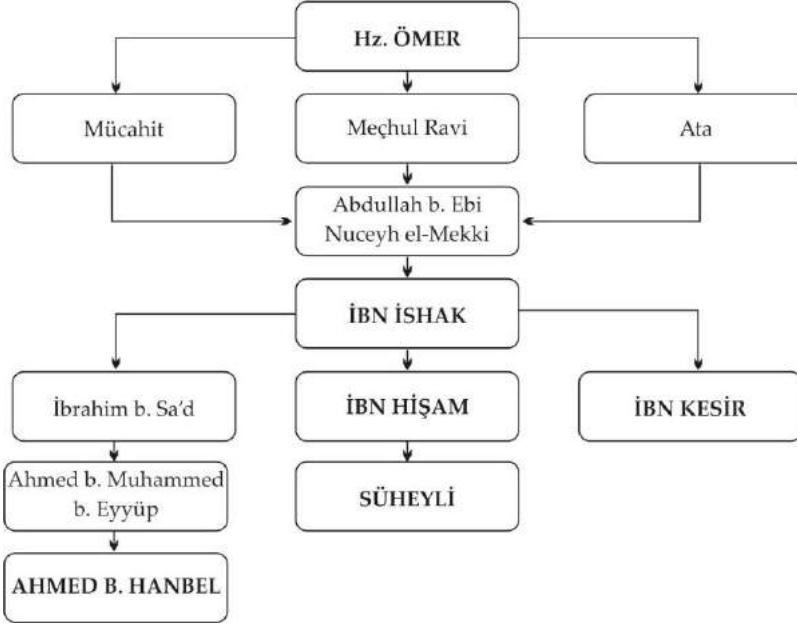 Hz. ÖMER
Mücahit
Meçhul Ravi
Ata
Abdullah b. Ebi
Nuceyh el-Mekki
İBN İSHAK
İbrahim b. Sa’d
İBN HİŞAM
İBN KESİR
Ahmed b. Muhammed
b. Eyyüp
SÜHEYLİ
AHMED B. HANBEL